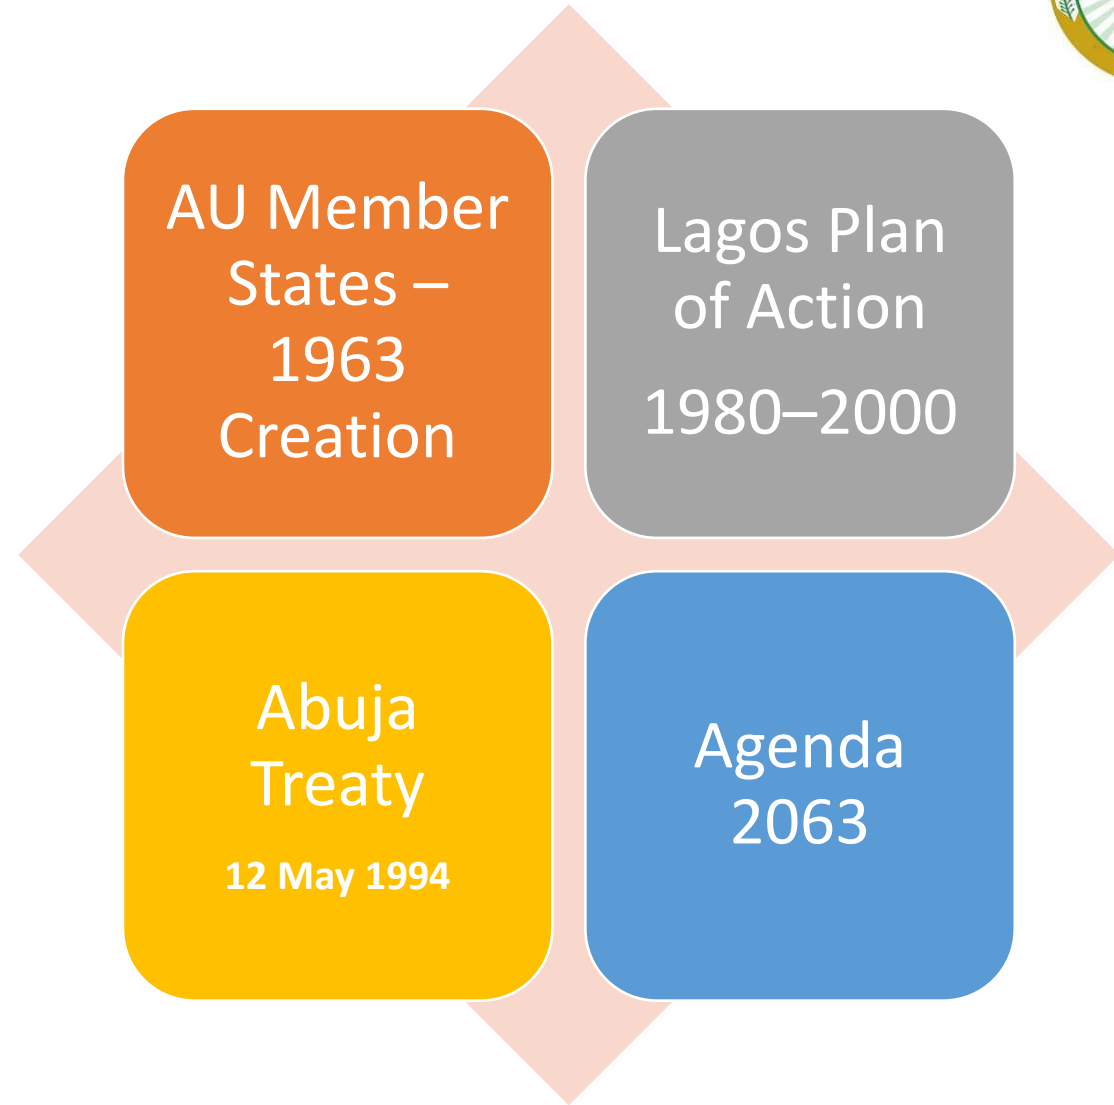 AU Member
States –
1963
Creation
Lagos Plan
of Action
1980–2000
Abuja
Treaty
12 May 1994
Agenda
2063